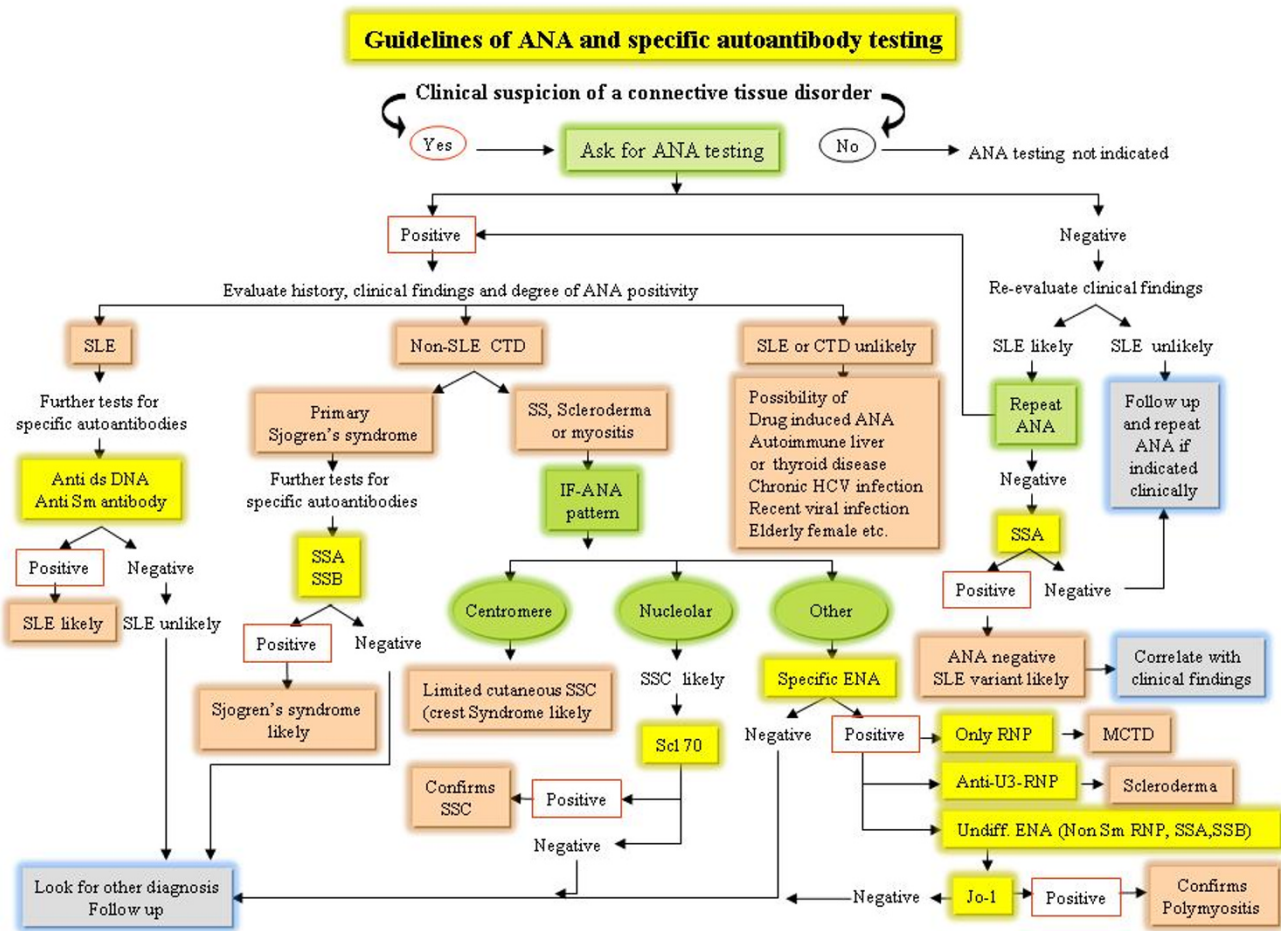 Guidelines of ANA and specific autoantibody testing
Clinical suspicion of a connective tissue disorder
Yes
Ask for ANA testing
No
ANA testing not indicated
Positive
Negative
Evaluate history, clinical findings and degree of ANA positivity
Re-evaluate clinical findings
SLE
Non-SLE CTD
SLE or CTD unlikely
SLE likely
SLE unlikely
Further tests for
specific autoantibodies
Primary
Sjogren's syndrome
SS, Scleroderma
or myositis
Possibility of
Drug induced ANA
Autoimmune liver
or thyroid disease
Chronic HCV infection
Recent viral infection
Elderly female etc.
Repeat
ANA
Follow up
and repeat
ANA if
indicated
clinically
Anti ds DNA
Anti Sm antibody
Further tests for
specific autoantibodies
IF-ANA
pattern
Negative
SSA
Positive
Negative
SSA
SSB
Positive
Negative
SLE likely
SLE unlikely
Centromere
Nucleolar
Other
Positive
Negative
ANA negative
SLE variant likely
Correlate with
clinical findings
Sjogren's syndrome
likely
Limited cutaneous SSC
(crest Syndrome likely
SSC likely
Specific ENA
Scl 70
Negative
Positive
Only RNP
MCTD
Confirms
SSC
Positive
Anti-U3-RNP
Scleroderma
Negative
Undiff. ENA (Non Sm RNP, SSA,SSB)
Look for other diagnosis
Follow up
Negative
Jo-1
Positive
Confirms
Polymyositis